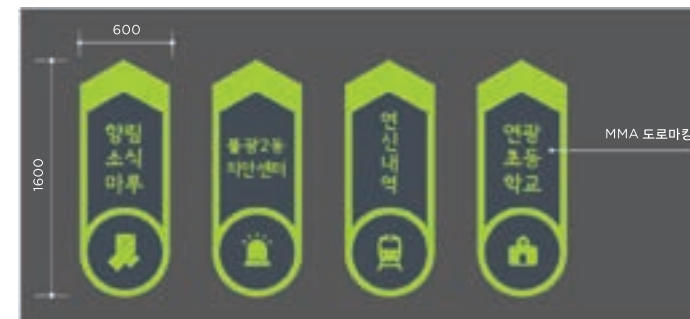 600
1600
향림
소식
마루
불광2동
치안센터
연
신
내
역
연광
초등
학교
MMA 도로마킹